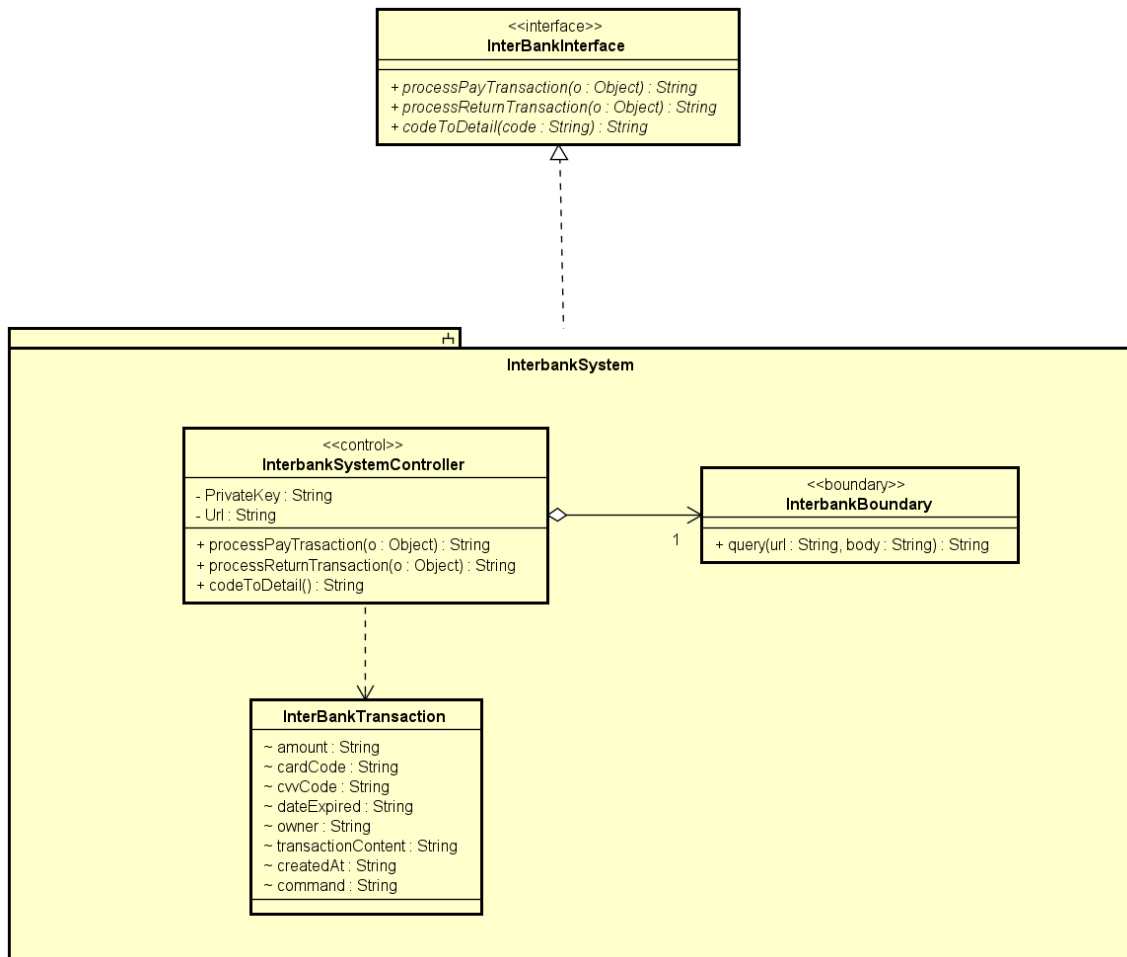 <<interface>>
InterBankInterface
+ processPayTransaction(o : Object) : String
+ processReturnTransaction(o : Object) : String
+ codeToDetail(code : String) : String
InterbankSystem
<<control>>
InterbankSystemController
- PrivateKey : String
- Url : String
+ processPayTrasaction(o : Object) : String
+ processReturnTransaction(o : Object) : String
+ codeToDetail() : String
<<boundary>>
InterbankBoundary
+ query(url : String, body : String) : String
1
InterBankTransaction
~ amount : String
~ cardCode : String
~ cvvCode : String
~ dateExpired : String
~ owner : String
~ transactionContent : String
~ createdAt : String
~ command : String